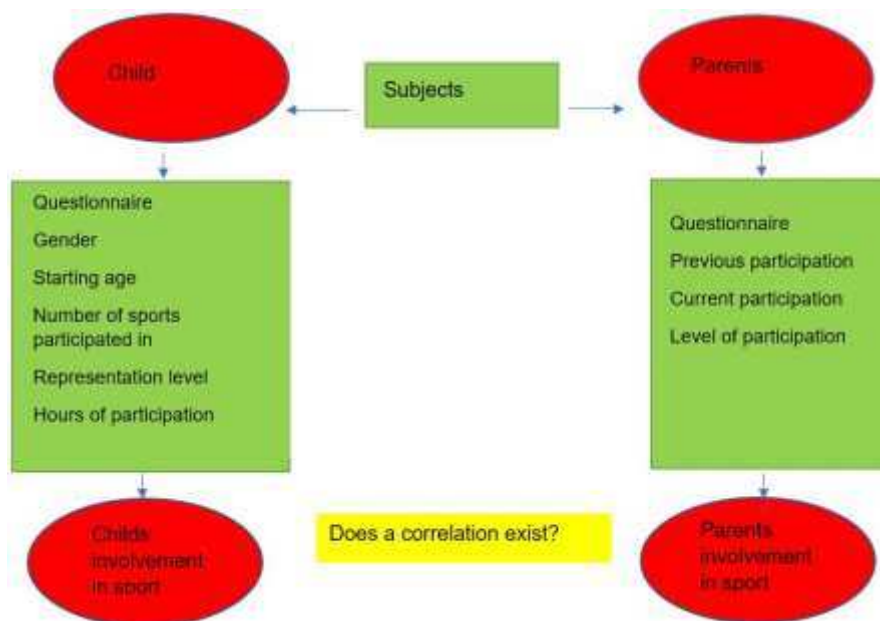 Child
Subjects
Parents
Questionnaire
Gender
Starting age
Number of sports
participated in
Representation level
Hours of participation
Questionnaire
Previous participation
Current participation
Level of participation
Childs
involvement
in sport
Does a correlation exist?
Parents
involvement
in sport